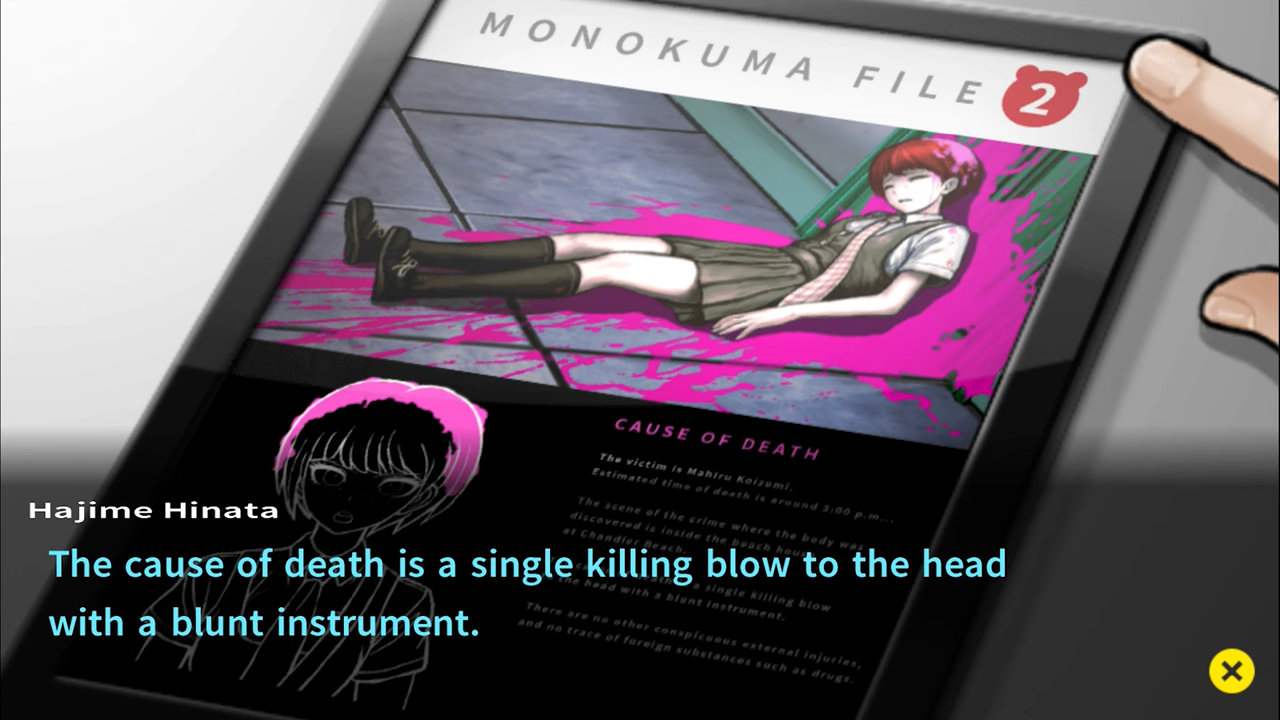 MONOKUMA FILE 2
CAUSE OF DEATH
The victim is Mahiru Koizumi.
Estimated time of death is around 3:00 p.m...
The scene of the crime where the body was
discovered is inside the beach house
at Chandler Beach.
Hajime Hinata
The cause of death is a single killing blow to the head
with a blunt instrument.
a single killing blow
the head with a blunt instrument.
There are no other conspicuous external injuries,
and no trace of foreign substances such as drugs.